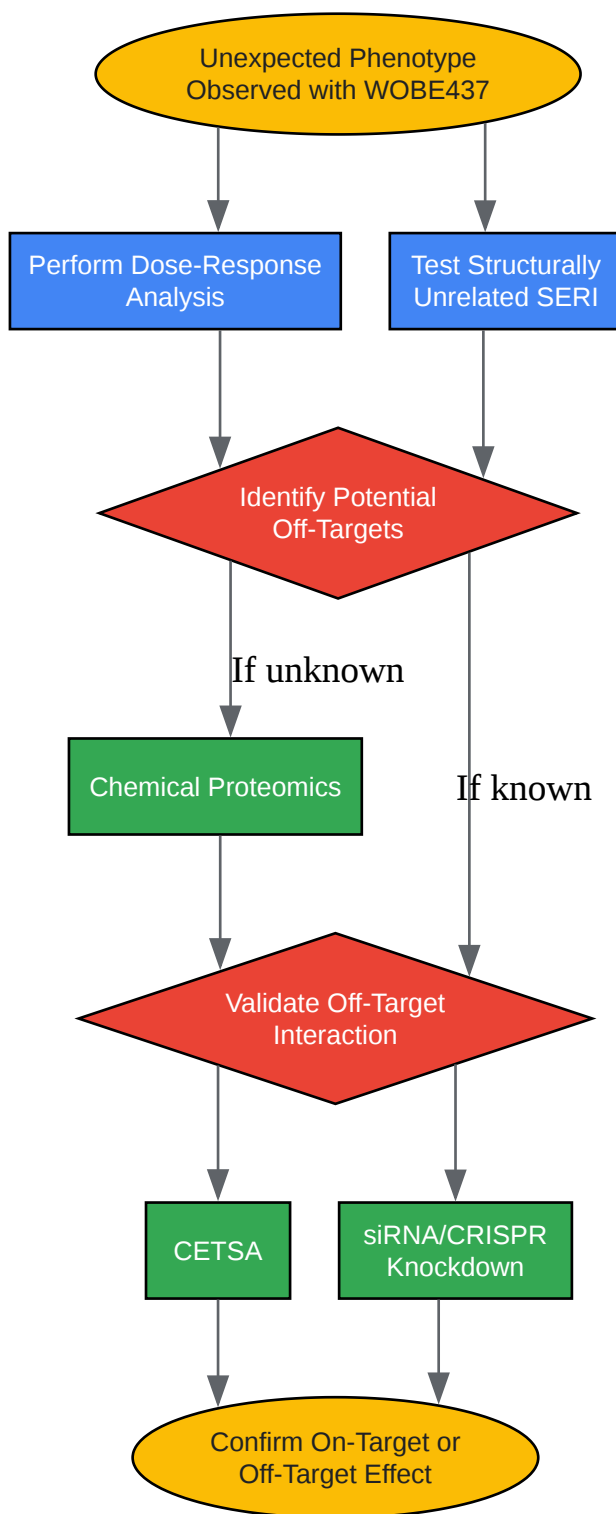 Unexpected Phenotype
Observed with WOBE437
Perform Dose-Response
Analysis
Test Structurally
Unrelated SERI
Identify Potential
Off-Targets
If unknown
Chemical Proteomics
If known
Validate Off-Target
Interaction
CETSA
siRNA/CRISPR
Knockdown
Confirm On-Target or
Off-Target Effect